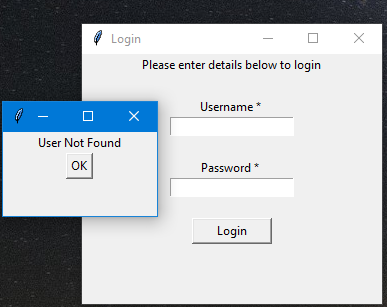 Login
Please enter details below to login
Username *
Password *
Login
User Not Found
OK